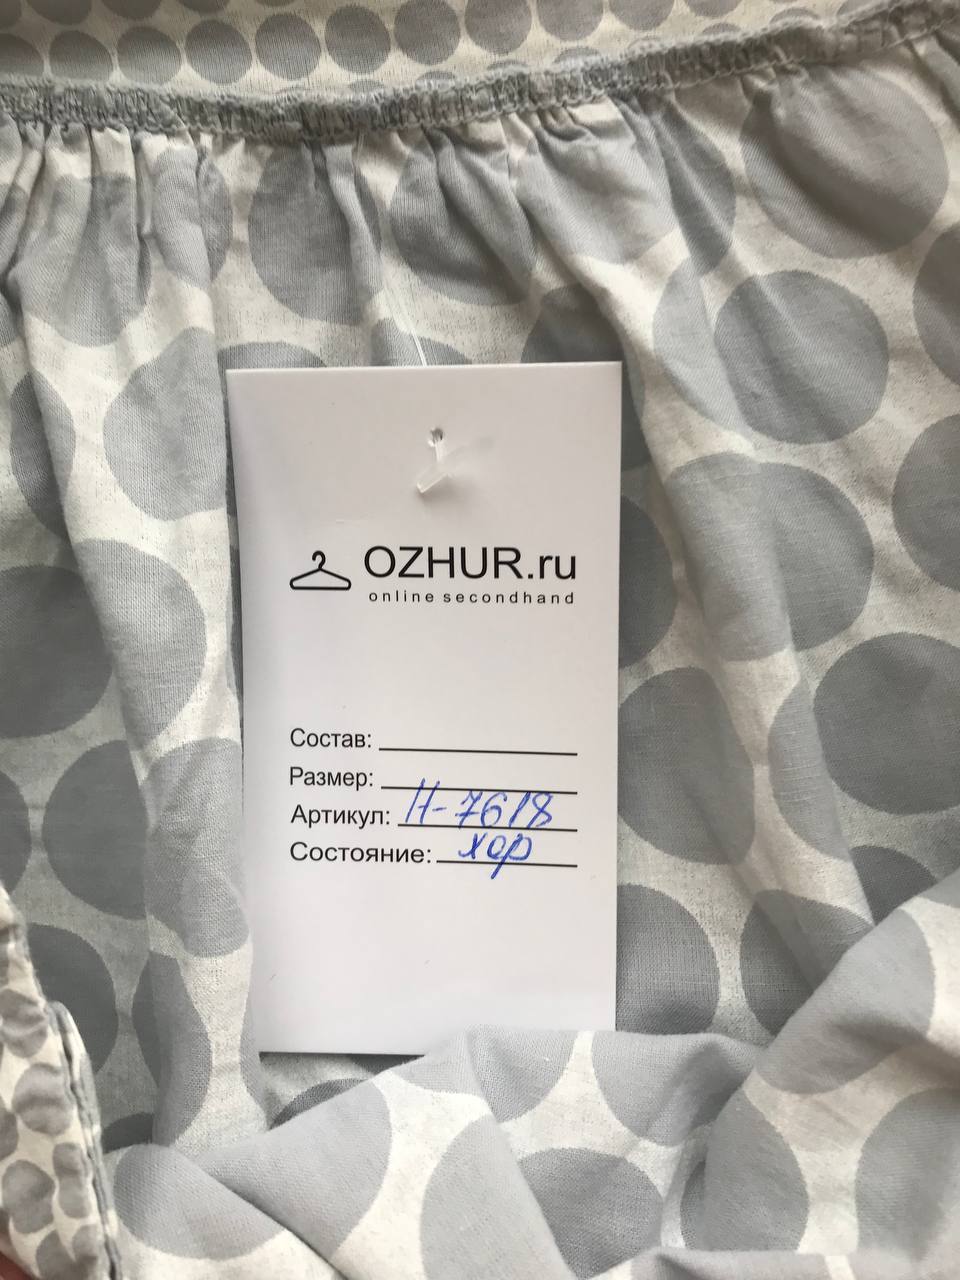 OZHUR.ru
online secondhand
Состав:
Размер:
Артикул: Н-7618
Состояние: хор